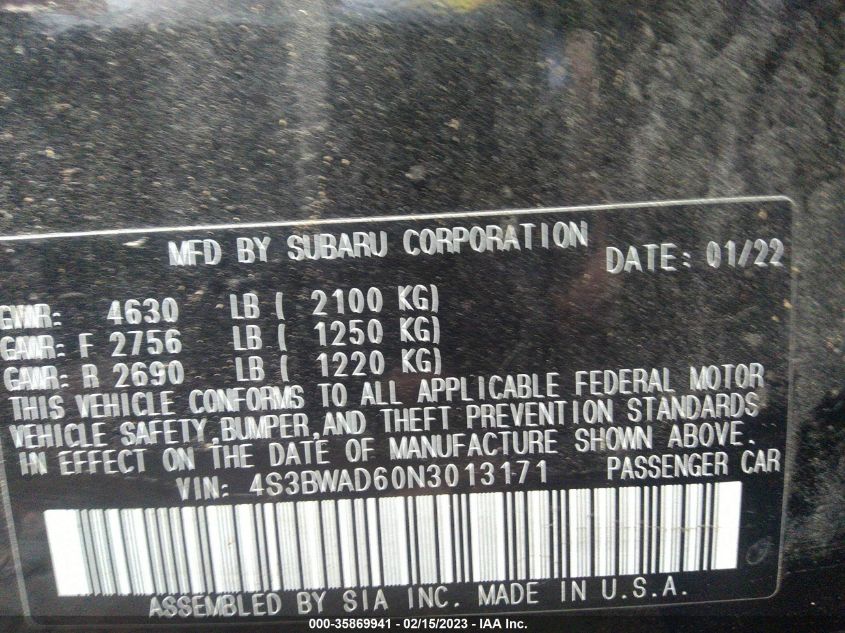 MFD BY SUBARU CORPORATION DATE: 01/22
GVWR: 4630 LB ( 2100 KG)
GAWR: F 2756 LB ( 1250 KG)
GAWR: R 2690 LB ( 1220 KG)
THIS VEHICLE CONFORMS TO ALL APPLICABLE FEDERAL MOTOR
VEHICLE SAFETY,BUMPER,AND THEFT PREVENTION STANDARDS
IN EFFECT ON THE DATE OF MANUFACTURE SHOWN ABOVE.
VIN: 4S3BWAD60N3013171 PASSENGER CAR
ASSEMBLED BY SIA INC. MADE IN U.S.A.
000-35869941 - 02/15/2023 - IAA Inc.